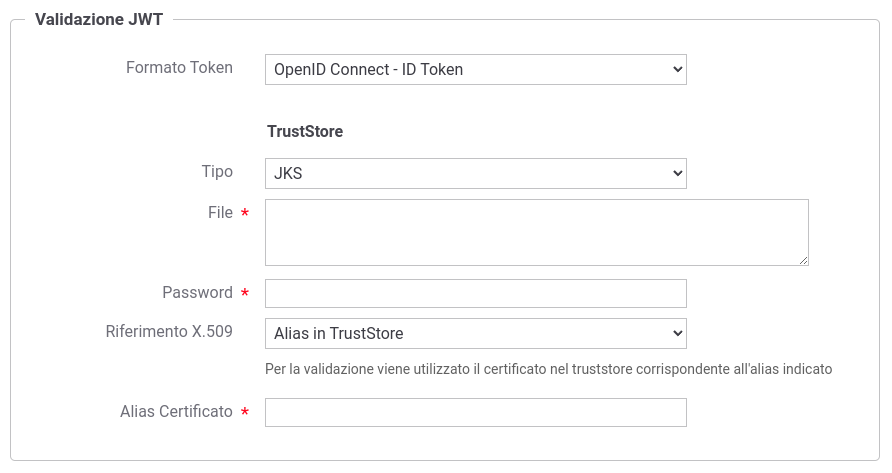 Validazione JWT
Formato Token OpenID Connect - ID Token
TrustStore
Tipo JKS
File *
Password *
Riferimento X.509 Alias in TrustStore
Per la validazione viene utilizzato il certificato nel truststore corrispondente all'alias indicato
Alias Certificato *